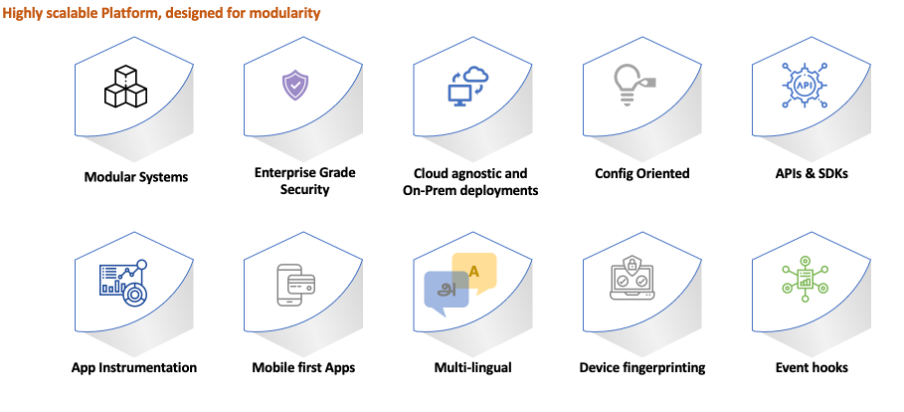 Highly scalable Platform, designed for modularity
API
Modular Systems
Enterprise Grade
Security
Cloud agnostic and
On-Prem deployments
Config Oriented
APIs & SDKs
A
அ
App Instrumentation
Mobile first Apps
Multi-lingual
Device fingerprinting
Event hooks